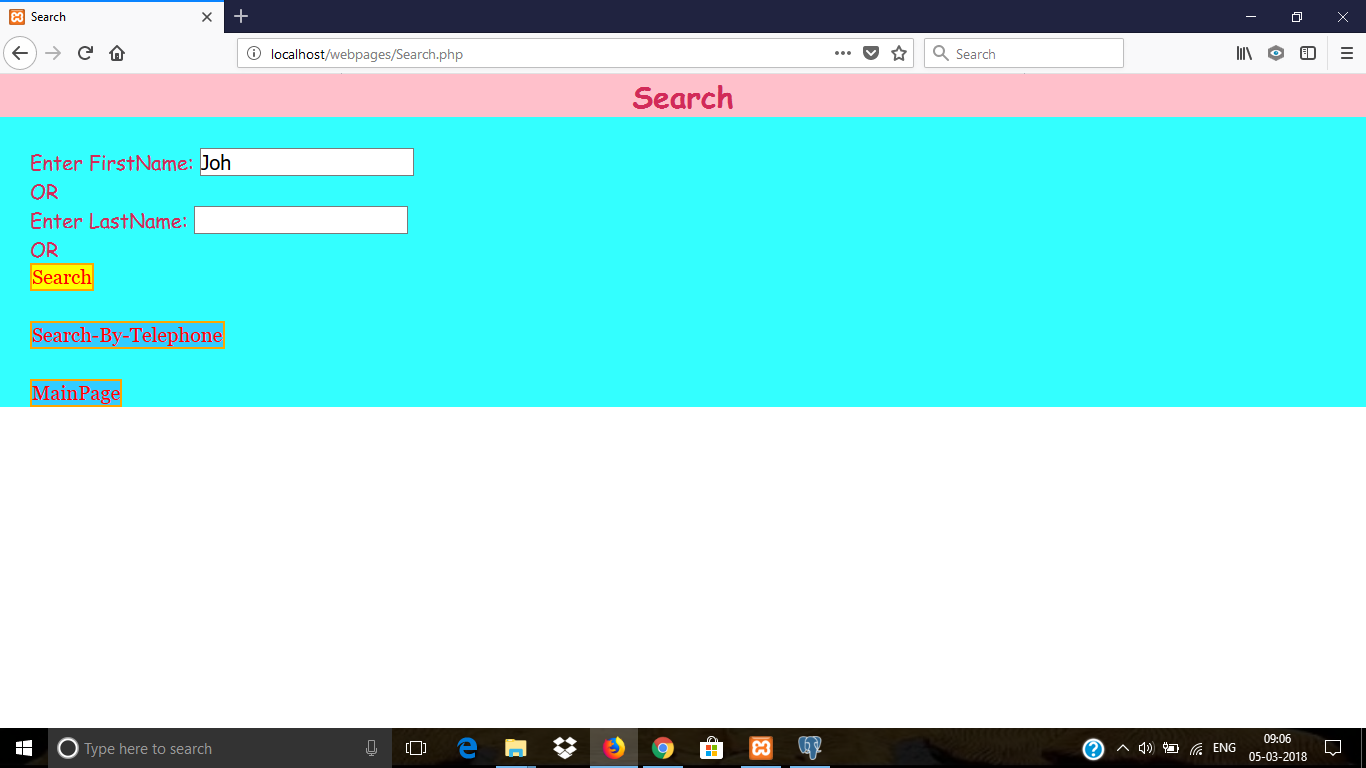 Search
localhost/webpages/Search.php
Search
Search
Enter FirstName: Joh
OR
Enter LastName:
OR
Search
Search-By-Telephone
MainPage
Type here to search
ENG
09:06
05-03-2018